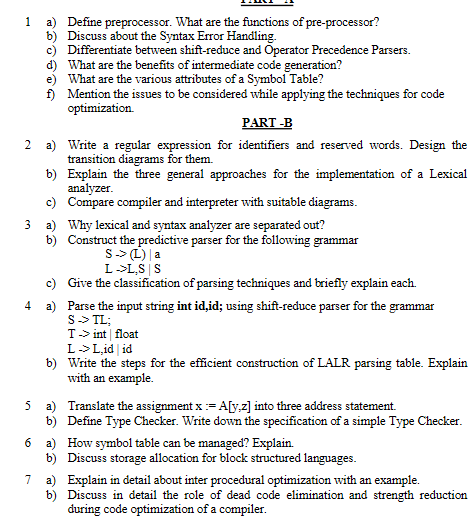 PART -A
1 a) Define preprocessor. What are the functions of pre-processor?
b) Discuss about the Syntax Error Handling.
c) Differentiate between shift-reduce and Operator Precedence Parsers.
d) What are the benefits of intermediate code generation?
e) What are the various attributes of a Symbol Table?
f) Mention the issues to be considered while applying the techniques for code
optimization.
PART -B
2 a) Write a regular expression for identifiers and reserved words. Design the
transition diagrams for them.
b) Explain the three general approaches for the implementation of a Lexical
analyzer.
c) Compare compiler and interpreter with suitable diagrams.
3 a) Why lexical and syntax analyzer are separated out?
b) Construct the predictive parser for the following grammar
S -> (L) | a
L ->L,S | S
c) Give the classification of parsing techniques and briefly explain each.
4 a) Parse the input string int id,id; using shift-reduce parser for the grammar
S -> TL;
T -> int | float
L -> L,id | id
b) Write the steps for the efficient construction of LALR parsing table. Explain
with an example.
5 a) Translate the assignment x := A[y,z] into three address statement.
b) Define Type Checker. Write down the specification of a simple Type Checker.
6 a) How symbol table can be managed? Explain.
b) Discuss storage allocation for block structured languages.
7 a) Explain in detail about inter procedural optimization with an example.
b) Discuss in detail the role of dead code elimination and strength reduction
during code optimization of a compiler.